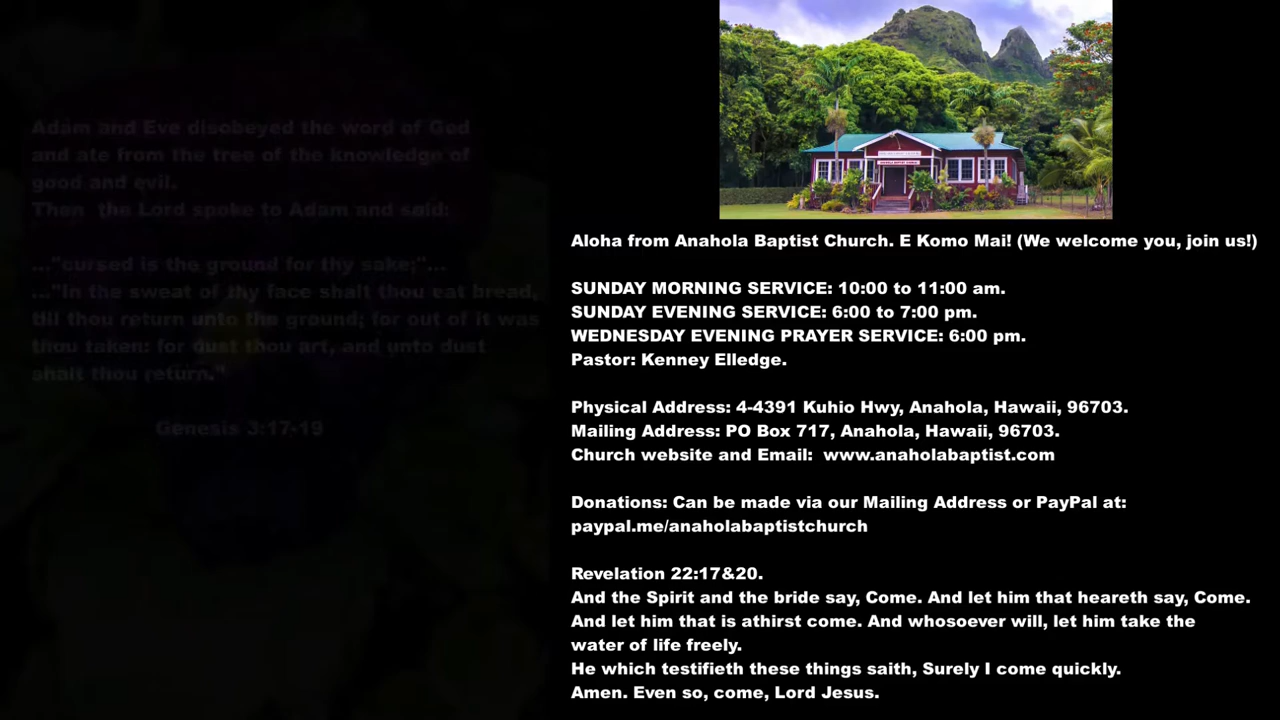 Adam and Eve disobeyed the word of God
and ate from the tree of the knowledge of
good and evil.
Then the Lord spoke to Adam and said:
..."cursed is the ground for thy sake;"...
..."In the sweat of thy face shalt thou eat bread,
till thou return unto the ground; for out of it was
thou taken: for dust thou art, and unto dust
shalt thou return."
Genesis 3:17-19
ANAHOLA BAPTIST CHURCH
Aloha from Anahola Baptist Church. E Komo Mai! (We welcome you, join us!)
SUNDAY MORNING SERVICE: 10:00 to 11:00 am.
SUNDAY EVENING SERVICE: 6:00 to 7:00 pm.
WEDNESDAY EVENING PRAYER SERVICE: 6:00 pm.
Pastor: Kenney Elledge.
Physical Address: 4-4391 Kuhio Hwy, Anahola, Hawaii, 96703.
Mailing Address: PO Box 717, Anahola, Hawaii, 96703.
Church website and Email: www.anaholabaptist.com
Donations: Can be made via our Mailing Address or PayPal at:
paypal.me/anaholabaptistchurch
Revelation 22:17&20.
And the Spirit and the bride say, Come. And let him that heareth say, Come.
And let him that is athirst come. And whosoever will, let him take the
water of life freely.
He which testifieth these things saith, Surely I come quickly.
Amen. Even so, come, Lord Jesus.